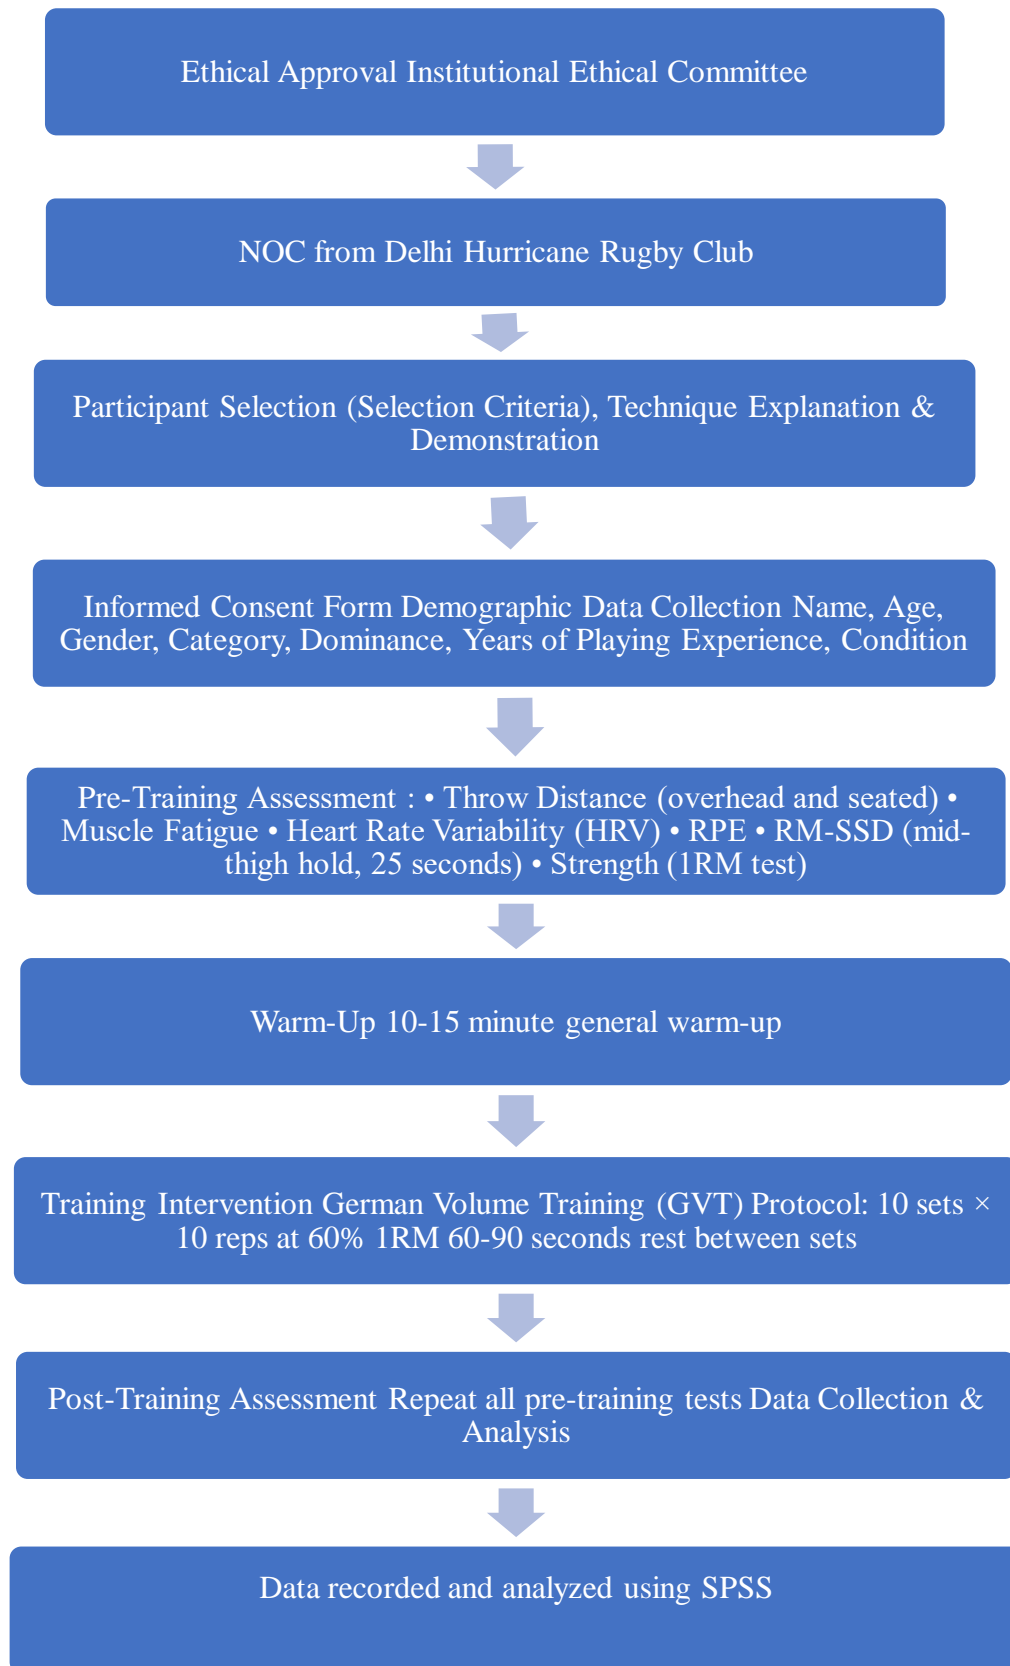 Ethical Approval Institutional Ethical Committee
NOC from Delhi Hurricane Rugby Club
Participant Selection (Selection Criteria), Technique Explanation &
Demonstration
Informed Consent Form Demographic Data Collection Name, Age,
Gender, Category, Dominance, Years of Playing Experience, Condition
Pre-Training Assessment : • Throw Distance (overhead and seated) •
Muscle Fatigue • Heart Rate Variability (HRV) • RPE • RM-SSD (mid-
thigh hold, 25 seconds) • Strength (1RM test)
Warm-Up 10-15 minute general warm-up
Training Intervention German Volume Training (GVT) Protocol: 10 sets ×
10 reps at 60% 1RM 60-90 seconds rest between sets
Post-Training Assessment Repeat all pre-training tests Data Collection &
Analysis
Data recorded and analyzed using SPSS